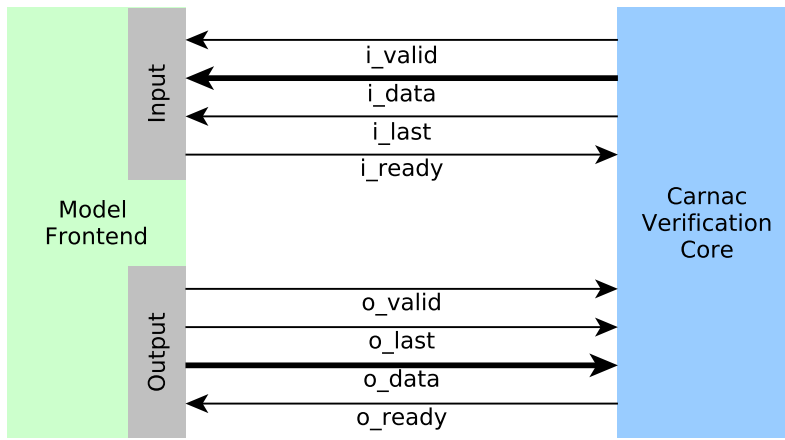 Input
i_valid
i_data
i_last
i_ready
Model
Frontend
Carnac
Verification
Core
Output
o_valid
o_last
o_data
o_ready